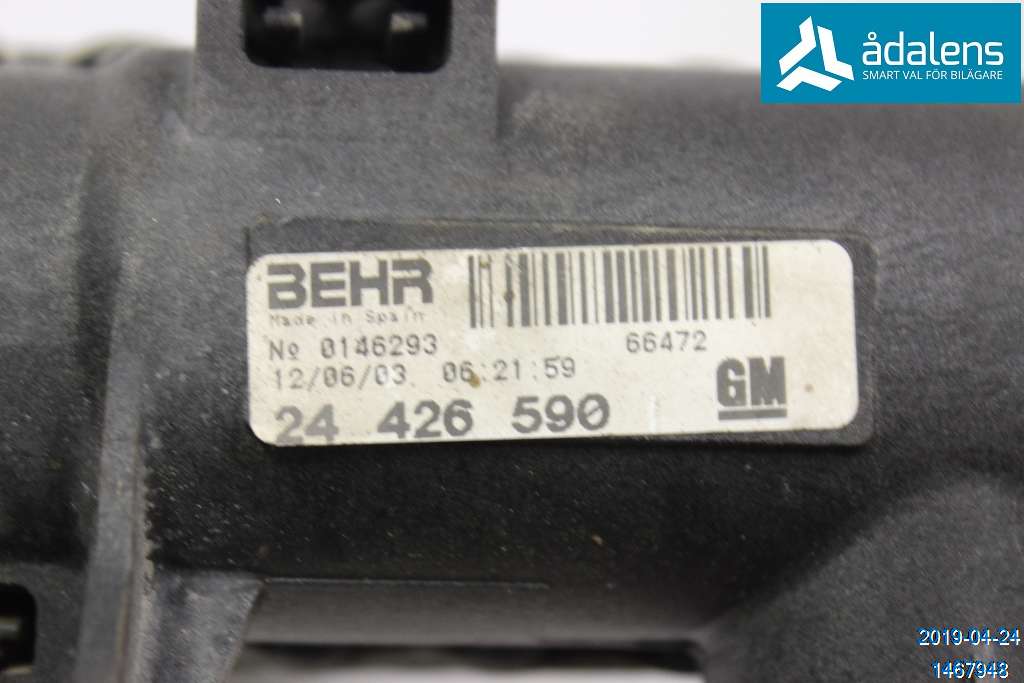 ådalens
SMART VAL FÖR BILÄGARE
BEHR
Made in Spain
№ 0146293 66472
12/06/03 06:21:59
24 426 590 GM
2019-04-24
1467948